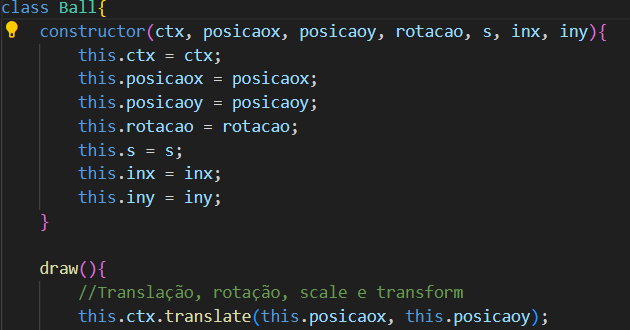 class Ball{
constructor(ctx, posicaox, posicaoy, rotacao, s, inx, iny){
this.ctx = ctx;
this.posicaox = posicaox;
this.posicaoy = posicaoy;
this.rotacao = rotacao;
this.s = s;
this.inx = inx;
this.iny = iny;
}
draw(){
//Translação, rotação, scale e transform
this.ctx.translate(this.posicaox, this.posicaoy);